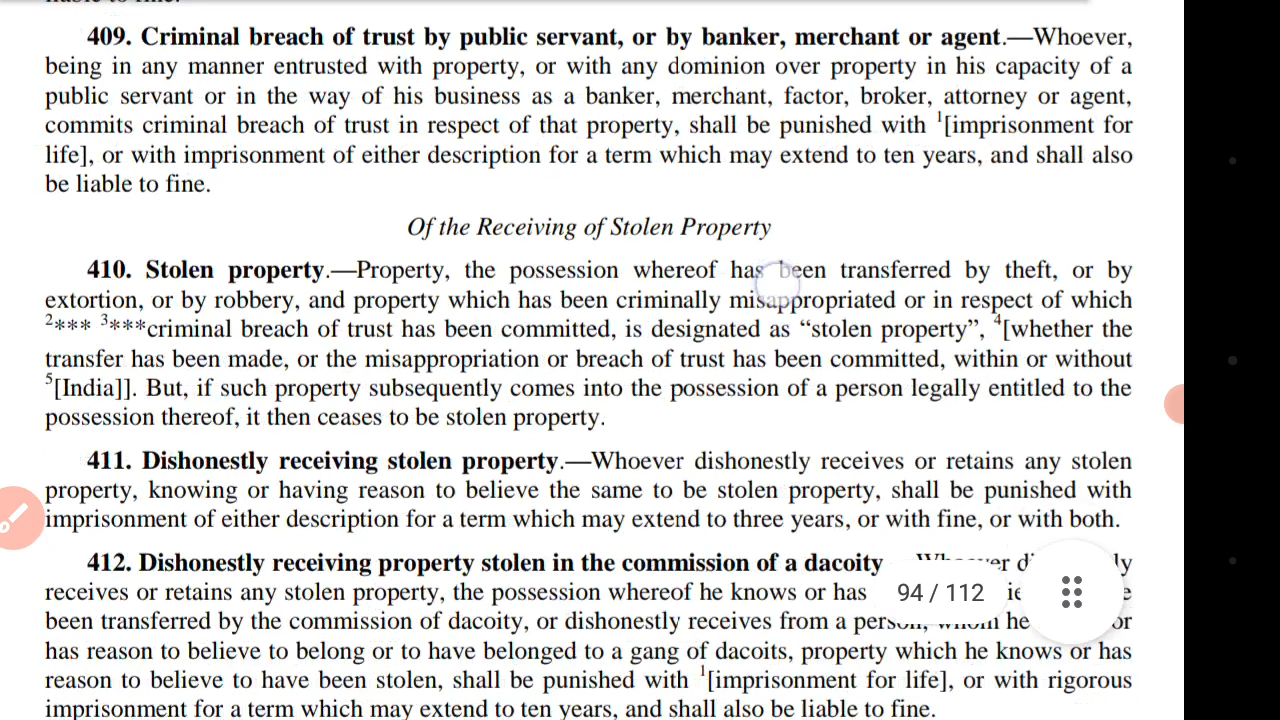 409. Criminal breach of trust by public servant, or by banker, merchant or agent.—Whoever,
being in any manner entrusted with property, or with any dominion over property in his capacity of a
public servant or in the way of his business as a banker, merchant, factor, broker, attorney or agent,
commits criminal breach of trust in respect of that property, shall be punished with 1[imprisonment for
life], or with imprisonment of either description for a term which may extend to ten years, and shall also
be liable to fine.
Of the Receiving of Stolen Property
410. Stolen property.—Property, the possession whereof has been transferred by theft, or by
extortion, or by robbery, and property which has been criminally misappropriated or in respect of which
2*** 3***criminal breach of trust has been committed, is designated as “stolen property”, 4[whether the
transfer has been made, or the misappropriation or breach of trust has been committed, within or without
5[India]]. But, if such property subsequently comes into the possession of a person legally entitled to the
possession thereof, it then ceases to be stolen property.
411. Dishonestly receiving stolen property.—Whoever dishonestly receives or retains any stolen
property, knowing or having reason to believe the same to be stolen property, shall be punished with
imprisonment of either description for a term which may extend to three years, or with fine, or with both.
412. Dishonestly receiving property stolen in the commission of a dacoity
receives or retains any stolen property, the possession whereof he knows or has
94 / 112
been transferred by the commission of dacoity, or dishonestly receives from a person, whom he
has reason to believe to belong or to have belonged to a gang of dacoits, property which he knows or has
reason to believe to have been stolen, shall be punished with 1[imprisonment for life], or with rigorous
imprisonment for a term which may extend to ten years, and shall also be liable to fine.